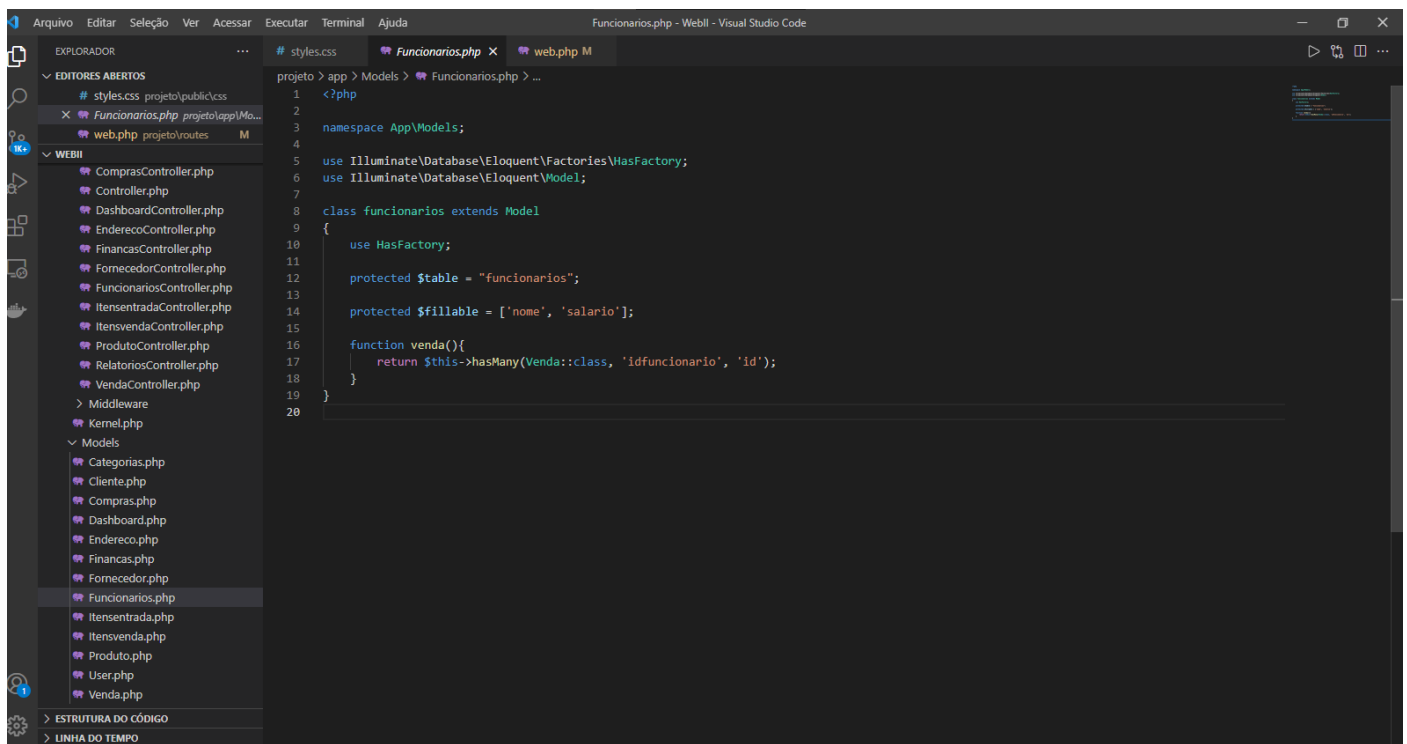 Arquivo Editar Seleção Ver Acessar Executar Terminal Ajuda
Funcionarios.php - WebII - Visual Studio Code
EXPLORADOR ...
EDITORES ABERTOS
# styles.css projeto\public\css
Funcionarios.php projeto\app\Mo...
web.php projeto\routes M
WEBII
ComprasController.php
Controller.php
DashboardController.php
EnderecoController.php
FinancasController.php
FornecedorController.php
FuncionariosController.php
ItensentradaController.php
ItensvendaController.php
ProdutoController.php
RelatoriosController.php
VendaController.php
> Middleware
Kernel.php
Models
Categorias.php
Cliente.php
Compras.php
Dashboard.php
Endereco.php
Financas.php
Fornecedor.php
Funcionarios.php
Itensentrada.php
Itensvenda.php
Produto.php
User.php
Venda.php
> ESTRUTURA DO CÓDIGO
> LINHA DO TEMPO
1K+
1
# styles.css Funcionarios.php web.php M
projeto > app > Models > Funcionarios.php > ...
1 <?php
2
3 namespace App\Models;
4
5 use Illuminate\Database\Eloquent\Factories\HasFactory;
6 use Illuminate\Database\Eloquent\Model;
7
8 class funcionarios extends Model
9 {
10 use HasFactory;
11
12 protected $table = "funcionarios";
13
14 protected $fillable = ['nome', 'salario'];
15
16 function venda(){
17 return $this->hasMany(Venda::class, 'idfuncionario', 'id');
18 }
19 }
20